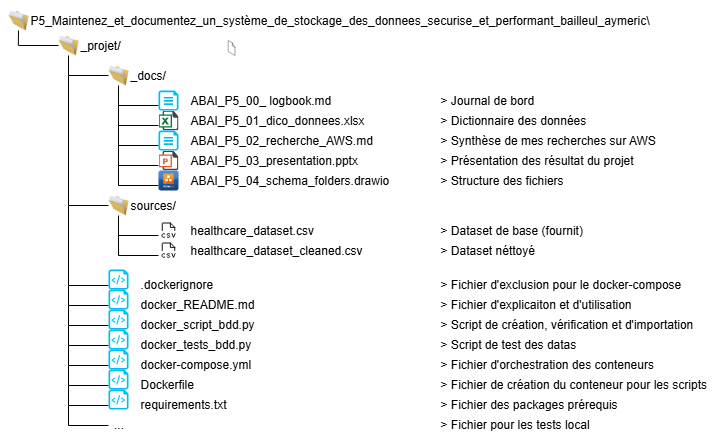 P5_Maintenez_et_documentez_un_système_de_stockage_des_donnees_securise_et_performant_bailleul_aymeric\
_projet/
_docs/
ABAI_P5_00_ logbook.md > Journal de bord
ABAI_P5_01_dico_donnees.xlsx > Dictionnaire des données
ABAI_P5_02_recherche_AWS.md > Synthèse de mes recherches sur AWS
ABAI_P5_03_presentation.pptx > Présentation des résultat du projet
ABAI_P5_04_schema_folders.drawio > Structure des fichiers
sources/
CSV healthcare_dataset.csv > Dataset de base (fournit)
CSV healthcare_dataset_cleaned.csv > Dataset néttoyé
.dockerignore > Fichier d'exclusion pour le docker-compose
docker_README.md > Fichier d'explicaiton et d'utilisation
docker_script_bdd.py > Script de création, vérification et d'importation
docker_tests_bdd.py > Script de test des datas
docker-compose.yml > Fichier d'orchestration des conteneurs
Dockerfile > Fichier de création du conteneur pour les scripts
requirements.txt > Fichier des packages prérequis
... > Fichier pour les tests local